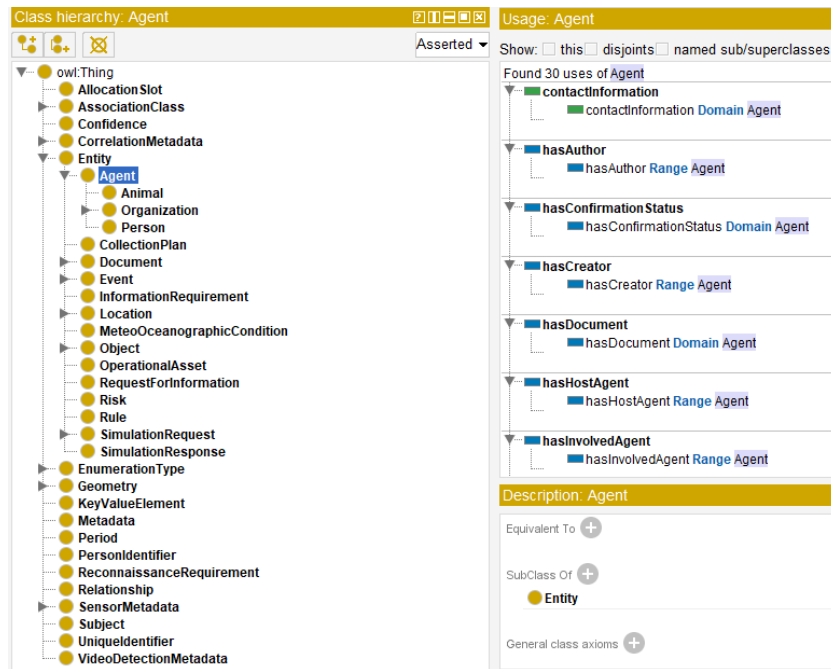 Class hierarchy: Agent
Asserted
owl:Thing
AllocationSlot
AssociationClass
Confidence
CorrelationMetadata
Entity
Agent
Animal
Organization
Person
CollectionPlan
Document
Event
InformationRequirement
Location
MeteoOceanographicCondition
Object
OperationalAsset
RequestForInformation
Risk
Rule
SimulationRequest
SimulationResponse
EnumerationType
Geometry
KeyValueElement
Metadata
Period
PersonIdentifier
ReconnaissanceRequirement
Relationship
SensorMetadata
Subject
UniqueIdentifier
VideoDetectionMetadata
Usage: Agent
Show: this disjoints named sub/superclasses
Found 30 uses of Agent
contactInformation
contactInformation Domain Agent
hasAuthor
hasAuthor Range Agent
hasConfirmationStatus
hasConfirmationStatus Domain Agent
hasCreator
hasCreator Range Agent
hasDocument
hasDocument Domain Agent
hasHostAgent
hasHostAgent Range Agent
hasInvolvedAgent
hasInvolvedAgent Range Agent
Description: Agent
Equivalent To
SubClass Of
Entity
General class axioms